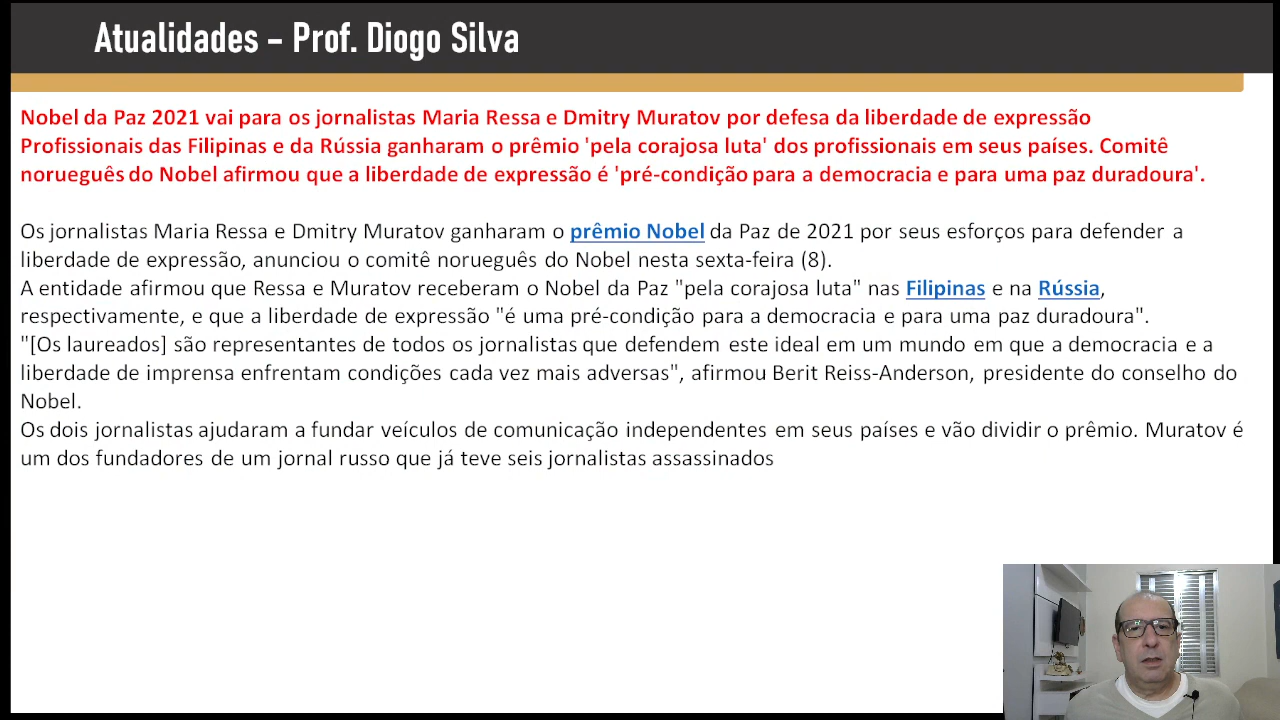 Atualidades – Prof. Diogo Silva
Nobel da Paz 2021 vai para os jornalistas Maria Ressa e Dmitry Muratov por defesa da liberdade de expressão
Profissionais das Filipinas e da Rússia ganharam o prêmio 'pela corajosa luta' dos profissionais em seus países. Comitê
norueguês do Nobel afirmou que a liberdade de expressão é 'pré-condição para a democracia e para uma paz duradoura'.
Os jornalistas Maria Ressa e Dmitry Muratov ganharam o prêmio Nobel da Paz de 2021 por seus esforços para defender a
liberdade de expressão, anunciou o comitê norueguês do Nobel nesta sexta-feira (8).
A entidade afirmou que Ressa e Muratov receberam o Nobel da Paz "pela corajosa luta" nas Filipinas e na Rússia,
respectivamente, e que a liberdade de expressão "é uma pré-condição para a democracia e para uma paz duradoura".
"[Os laureados] são representantes de todos os jornalistas que defendem este ideal em um mundo em que a democracia e a
liberdade de imprensa enfrentam condições cada vez mais adversas", afirmou Berit Reiss-Anderson, presidente do conselho do
Nobel.
Os dois jornalistas ajudaram a fundar veículos de comunicação independentes em seus países e vão dividir o prêmio. Muratov é
um dos fundadores de um jornal russo que já teve seis jornalistas assassinados